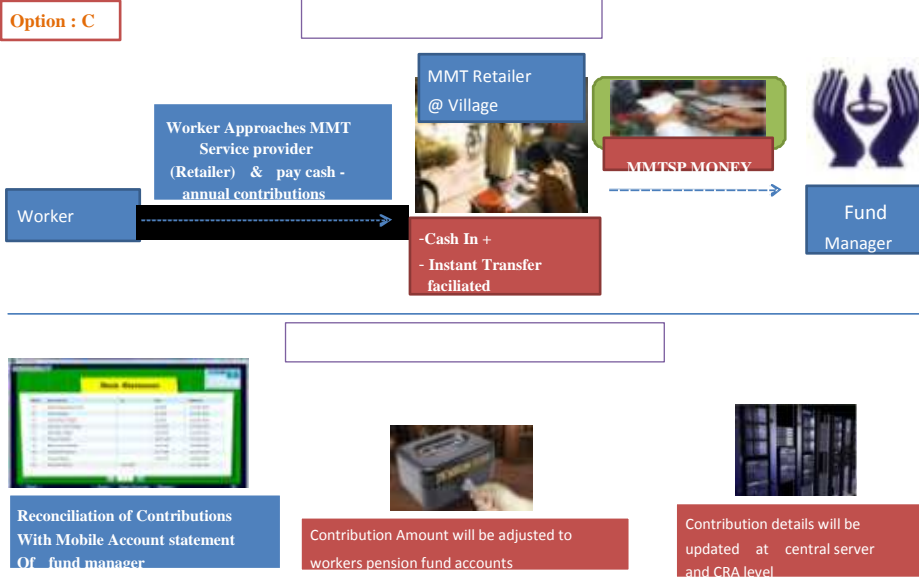 Option : C
MMT Retailer
@ Village
Worker Approaches MMT
Service provider
(Retailer) & pay cash -
annual contributions
MMTSP MONEY
Worker
Fund
Manager
-Cash In +
- Instant Transfer
faciliated
Reconciliation of Contributions
With Mobile Account statement
Of fund manager
Contribution Amount will be adjusted to
workers pension fund accounts
Contribution details will be
updated at central server
and CRA level